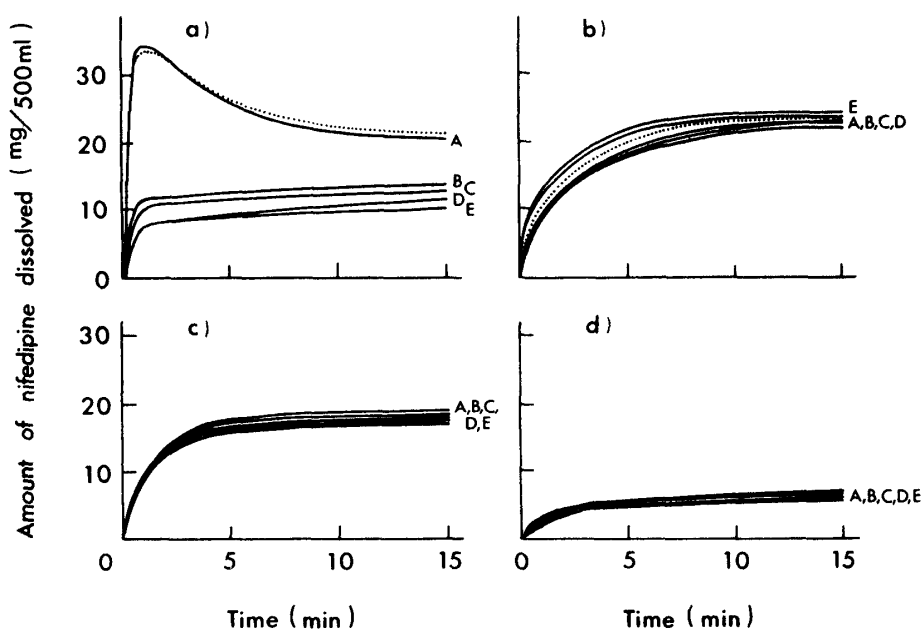 Amount of nifedipine dissolved ( mg/500ml )
a )
30
20
10
0
A
B C
D E
b )
E
A,B,C,D
c )
30
20
10
0
5
10
15
A,B,C,
D,E
Time ( min )
d )
A,B,C,D,E
0
5
10
15
Time ( min )